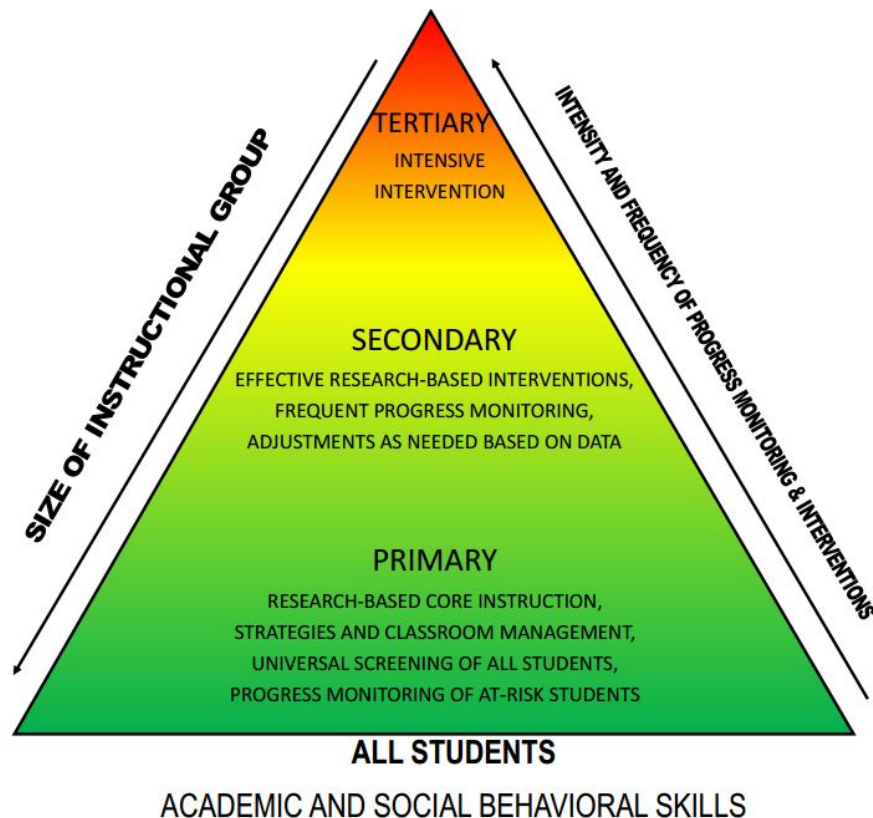 TERTIARY
INTENSIVE
INTERVENTION
SIZE OF INSTRUCTIONAL GROUP
INTENSITY AND FREQUENCY OF PROGRESS MONITORING & INTERVENTIONS
SECONDARY
EFFECTIVE RESEARCH-BASED INTERVENTIONS,
FREQUENT PROGRESS MONITORING,
ADJUSTMENTS AS NEEDED BASED ON DATA
PRIMARY
RESEARCH-BASED CORE INSTRUCTION,
STRATEGIES AND CLASSROOM MANAGEMENT,
UNIVERSAL SCREENING OF ALL STUDENTS,
PROGRESS MONITORING OF AT-RISK STUDENTS
ALL STUDENTS
ACADEMIC AND SOCIAL BEHAVIORAL SKILLS